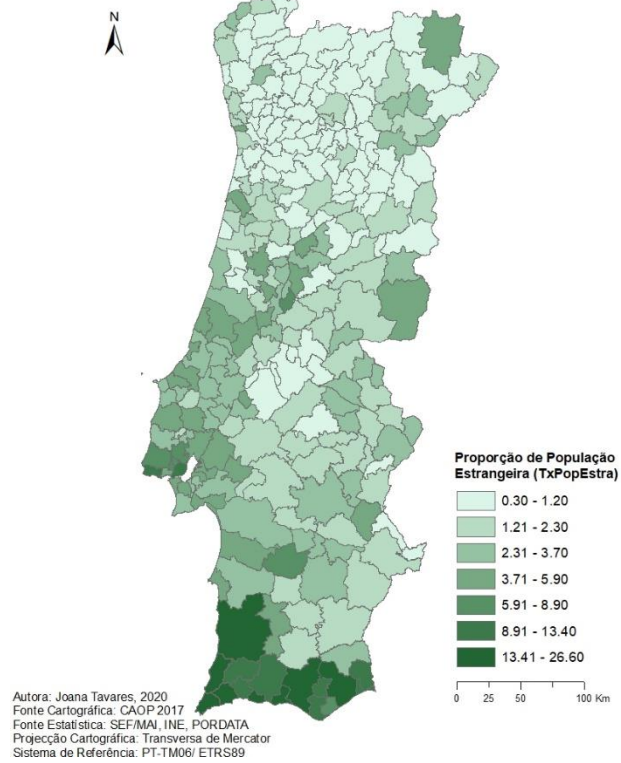 N
Proporção de População
Estrangeira (TxPopEstra)
0.30 - 1.20
1.21 - 2.30
2.31 - 3.70
3.71 - 5.90
5.91 - 8.90
8.91 - 13.40
13.41 - 26.60
0 25 50 100 Km
Autora: Joana Tavares, 2020
Fonte Cartográfica: CAOP 2017
Fonte Estatística: SEF/MAI, INE, PORDATA
Projecção Cartográfica: Transversa de Mercator
Sistema de Referência: PT-TM06/ ETRS89